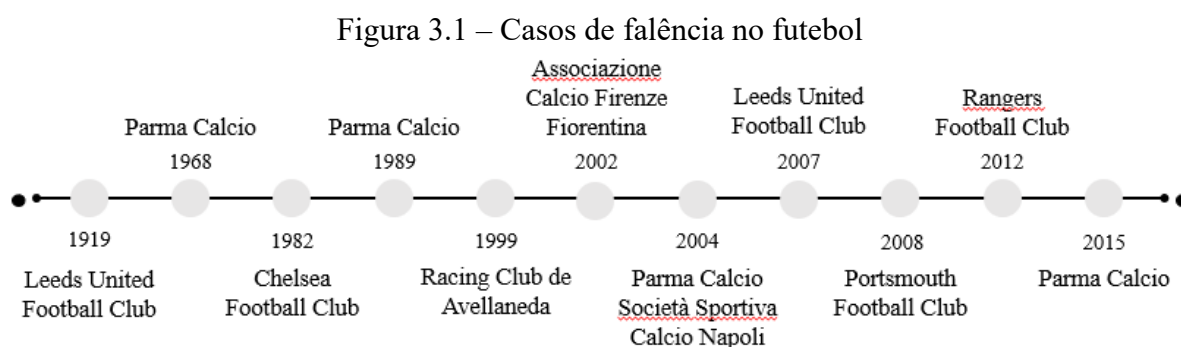 Figura 3.1 – Casos de falência no futebol
Parma Calcio
1968
Parma Calcio
1989
Associazione
Calcio Firenze
Fiorentina
2002
Leeds United
Football Club
2007
Rangers
Football Club
2012
1919
Leeds United
Football Club
1982
Chelsea
Football Club
1999
Racing Club de
Avellaneda
2004
Parma Calcio
Società Sportiva
Calcio Napoli
2008
Portsmouth
Football Club
2015
Parma Calcio